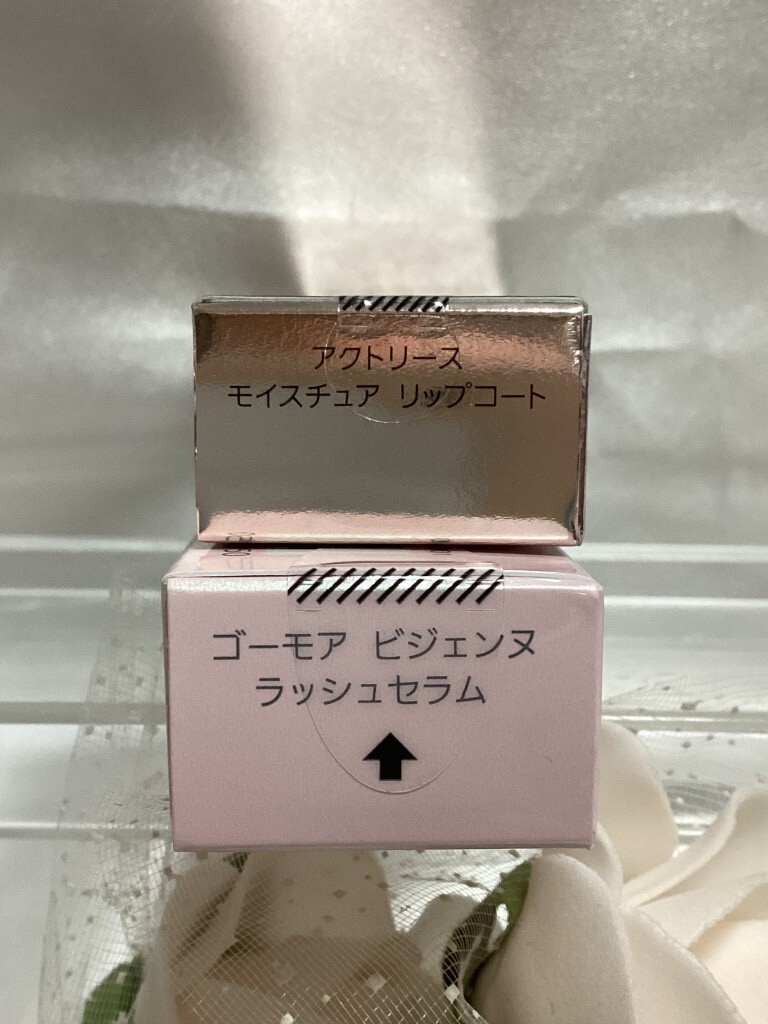 アクトリース
モイスチュア リップコート
ゴーモア ビジェンヌ
ラッシュセラム